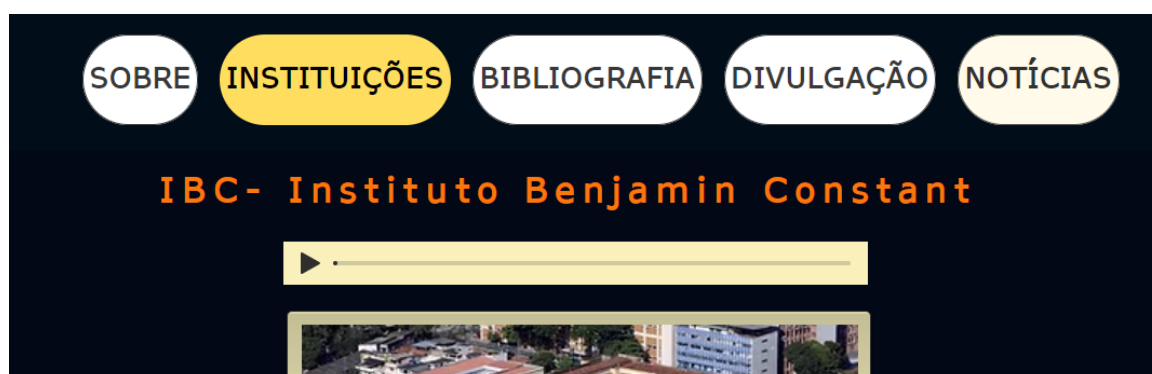 SOBRE INSTITUIÇÕES BIBLIOGRAFIA DIVULGAÇÃO NOTÍCIAS
IBC- Instituto Benjamin Constant